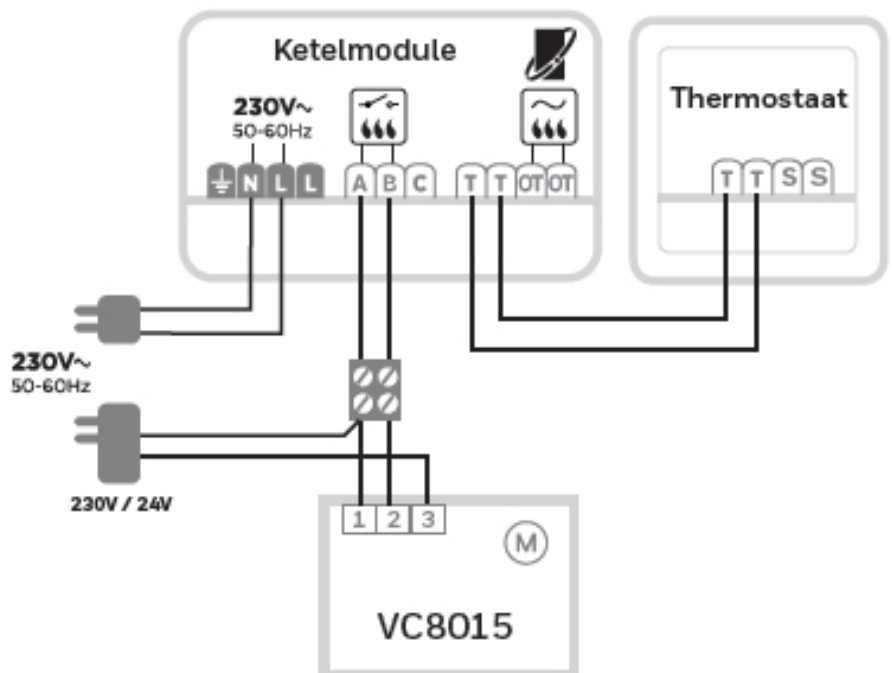 Ketelmodule
230V~
50-60Hz
N L L A B C T T OT OT
Thermostaat
T T S S
230V~
50-60Hz
230V / 24V
1 2 3
M
VC8015